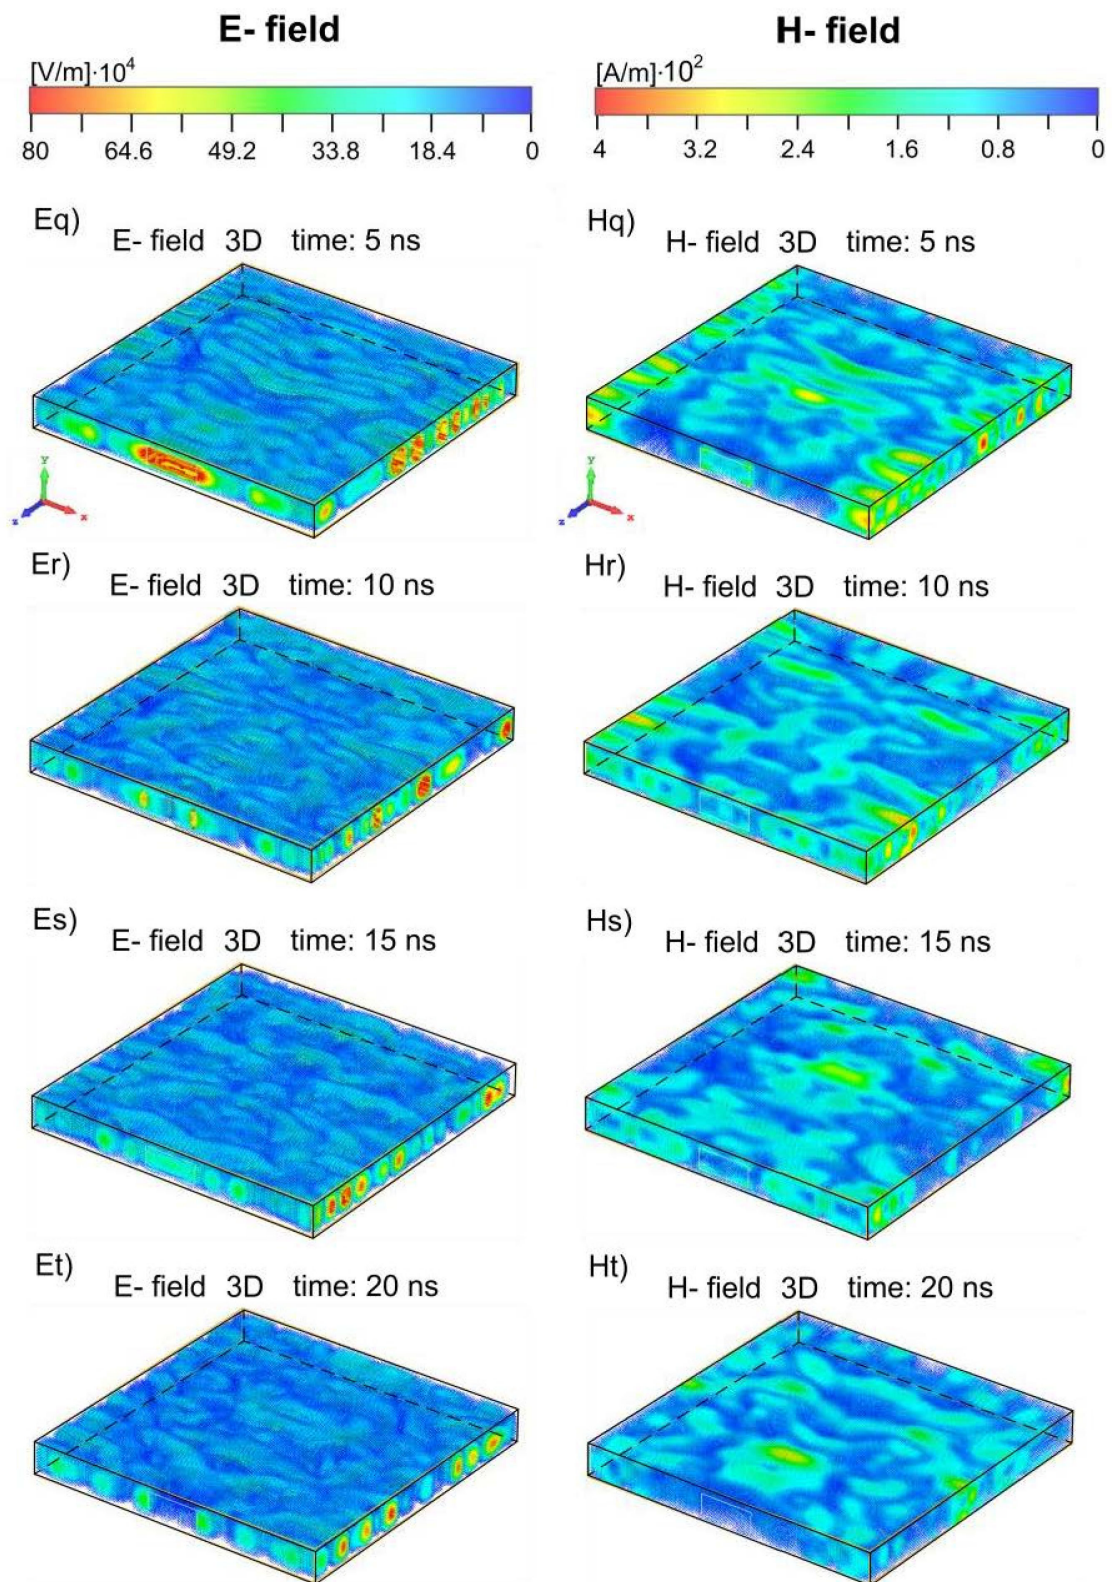 E- field H- field
[V/m]·10⁴ [A/m]·10²
80 64.6 49.2 33.8 18.4 0 4 3.2 2.4 1.6 0.8 0
Eq) Hq)
E- field 3D time: 5 ns H- field 3D time: 5 ns
y y
z x z x
Er) Hr)
E- field 3D time: 10 ns H- field 3D time: 10 ns
Es) Hs)
E- field 3D time: 15 ns H- field 3D time: 15 ns
Et) Ht)
E- field 3D time: 20 ns H- field 3D time: 20 ns